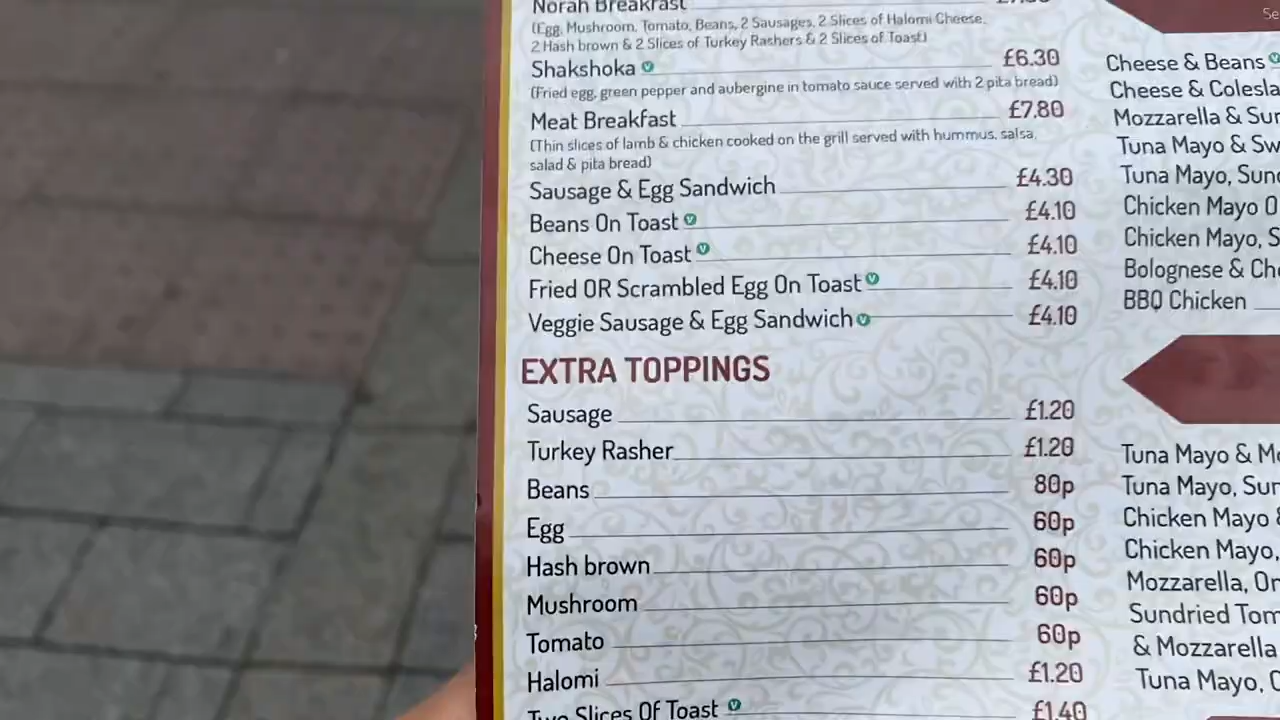 Norah Breakfast
(Egg, Mushroom, Tomato, Beans, 2 Sausages, 2 Slices of Halomi Cheese,
2 Hash brown & 2 Slices of Turkey Rashers & 2 Slices of Toast)
Shakshoka V £6.30
(Fried egg, green pepper and aubergine in tomato sauce served with 2 pita bread)
Meat Breakfast £7.80
(Thin slices of lamb & chicken cooked on the grill served with hummus, salsa,
salad & pita bread)
Sausage & Egg Sandwich £4.30
Beans On Toast V £4.10
Cheese On Toast V £4.10
Fried OR Scrambled Egg On Toast V £4.10
Veggie Sausage & Egg Sandwich V £4.10
EXTRA TOPPINGS
Sausage £1.20
Turkey Rasher £1.20
Beans 80p
Egg 60p
Hash brown 60p
Mushroom 60p
Tomato 60p
Halomi £1.20
Two Slices Of Toast V £1.40
Se
Cheese & Beans V
Cheese & Colesla
Mozzarella & Sun
Tuna Mayo & Sw
Tuna Mayo, Sund
Chicken Mayo O
Chicken Mayo, S
Bolognese & Che
BBQ Chicken
Tuna Mayo & Mo
Tuna Mayo, Sun
Chicken Mayo &
Chicken Mayo,
Mozzarella, On
Sundried Tom
& Mozzarella
Tuna Mayo, C